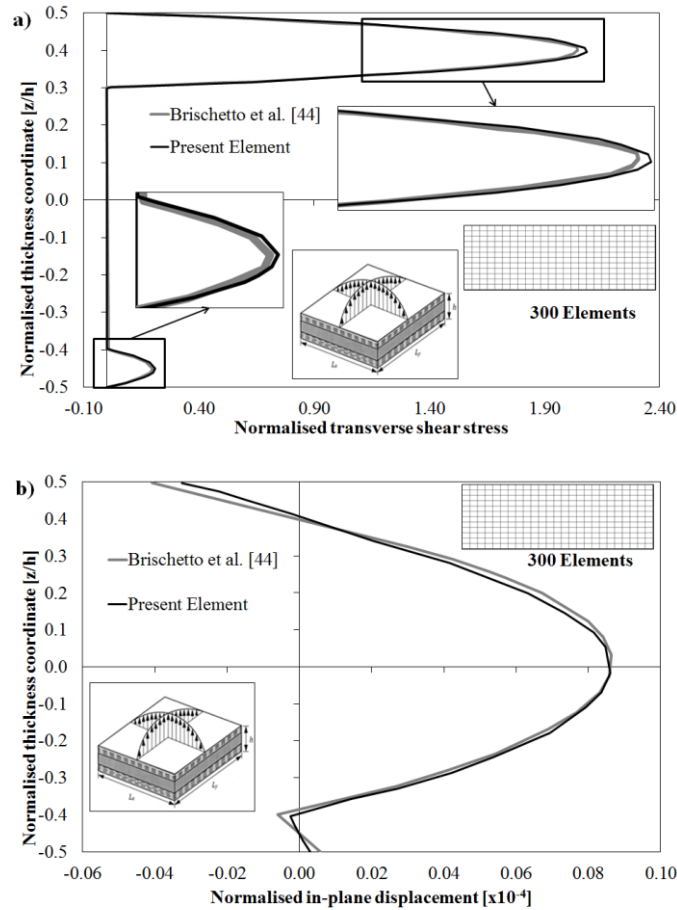 a)
Normalised thickness coordinate [z/h]
0.5
0.4
0.3
0.2
0.1
0.0
-0.1
-0.2
-0.3
-0.4
-0.5
Brischetto et al. [44]
Present Element
300 Elements
h
-0.10
0.40
0.90
1.40
1.90
2.40
Normalised transverse shear stress
b)
Normalised thickness coordinate [z/h]
0.5
0.4
0.3
0.2
0.1
0.0
-0.1
-0.2
-0.3
-0.4
-0.5
300 Elements
Brischetto et al. [44]
Present Element
h
-0.06
-0.04
-0.02
0.00
0.02
0.04
0.06
0.08
0.10
Normalised in-plane displacement [x10⁻⁴]